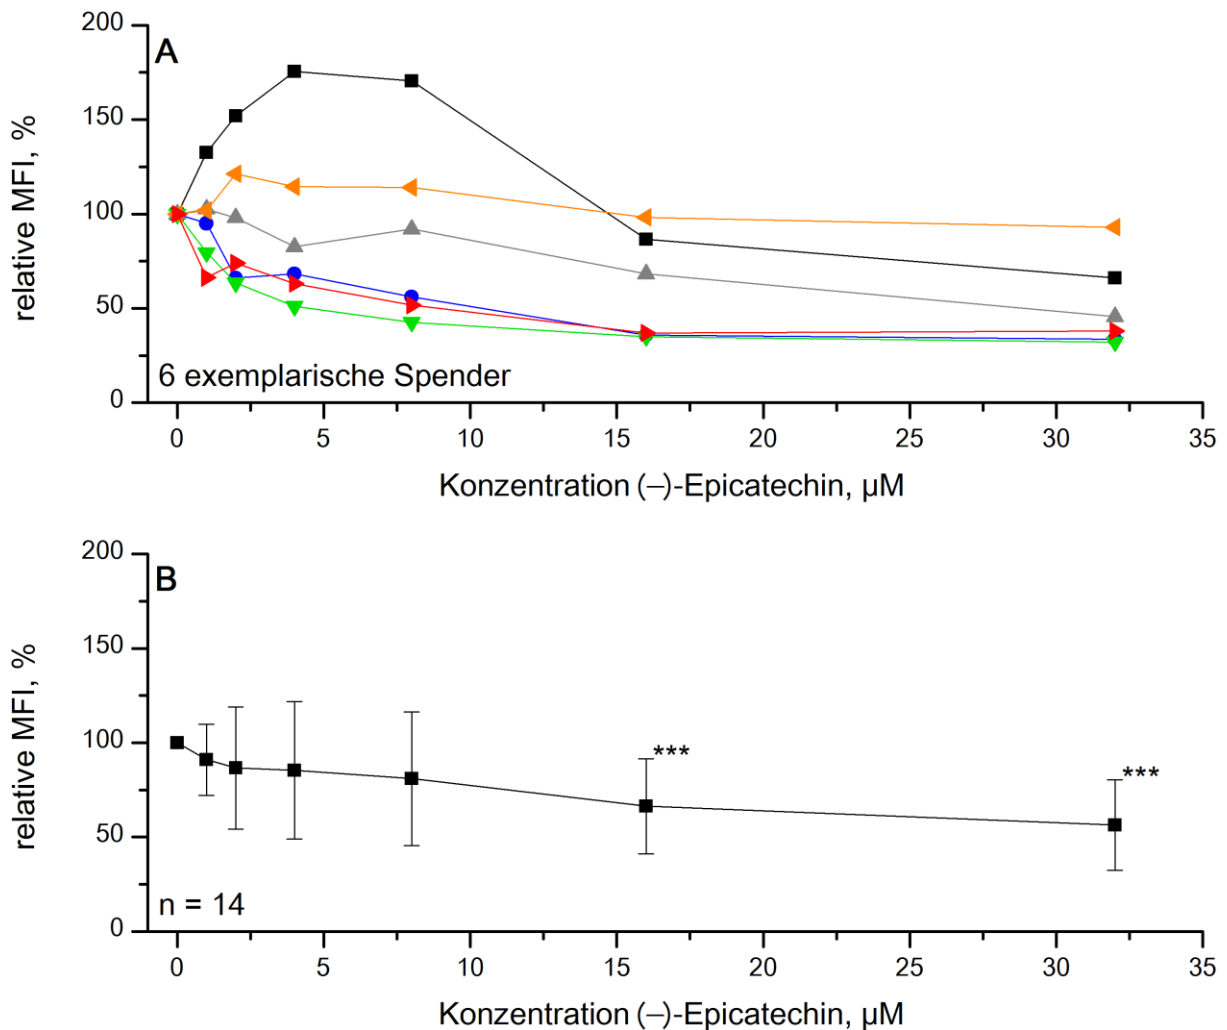 A
200
150
100
50
0
relative MFI, %
6 exemplarische Spender
0 5 10 15 20 25 30 35
Konzentration (–)-Epicatechin, µM
B
200
150
100
50
0
relative MFI, %
***
***
n = 14
0 5 10 15 20 25 30 35
Konzentration (–)-Epicatechin, µM